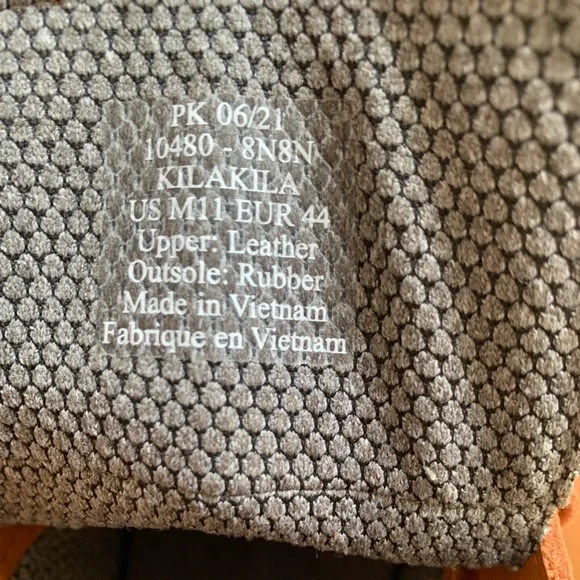 PK 06/21
10480 - 8N8N
KILAKILA
US M11 EUR 44
Upper: Leather
Outsole: Rubber
Made in Vietnam
Fabrique en Vietnam